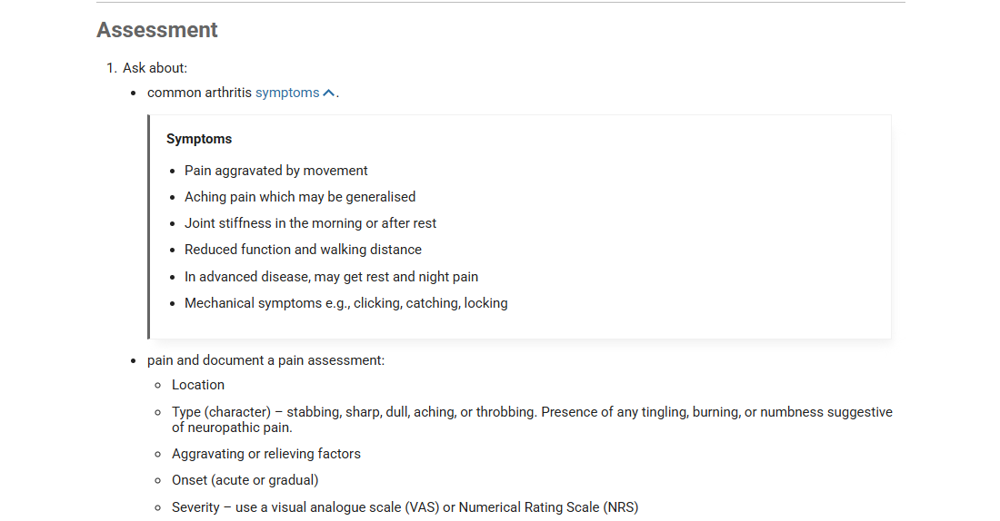 Assessment
1. Ask about:
• common arthritis symptoms.
Symptoms
• Pain aggravated by movement
• Aching pain which may be generalised
• Joint stiffness in the morning or after rest
• Reduced function and walking distance
• In advanced disease, may get rest and night pain
• Mechanical symptoms e.g., clicking, catching, locking
• pain and document a pain assessment:
◦ Location
◦ Type (character) – stabbing, sharp, dull, aching, or throbbing. Presence of any tingling, burning, or numbness suggestive
of neuropathic pain.
◦ Aggravating or relieving factors
◦ Onset (acute or gradual)
◦ Severity – use a visual analogue scale (VAS) or Numerical Rating Scale (NRS)